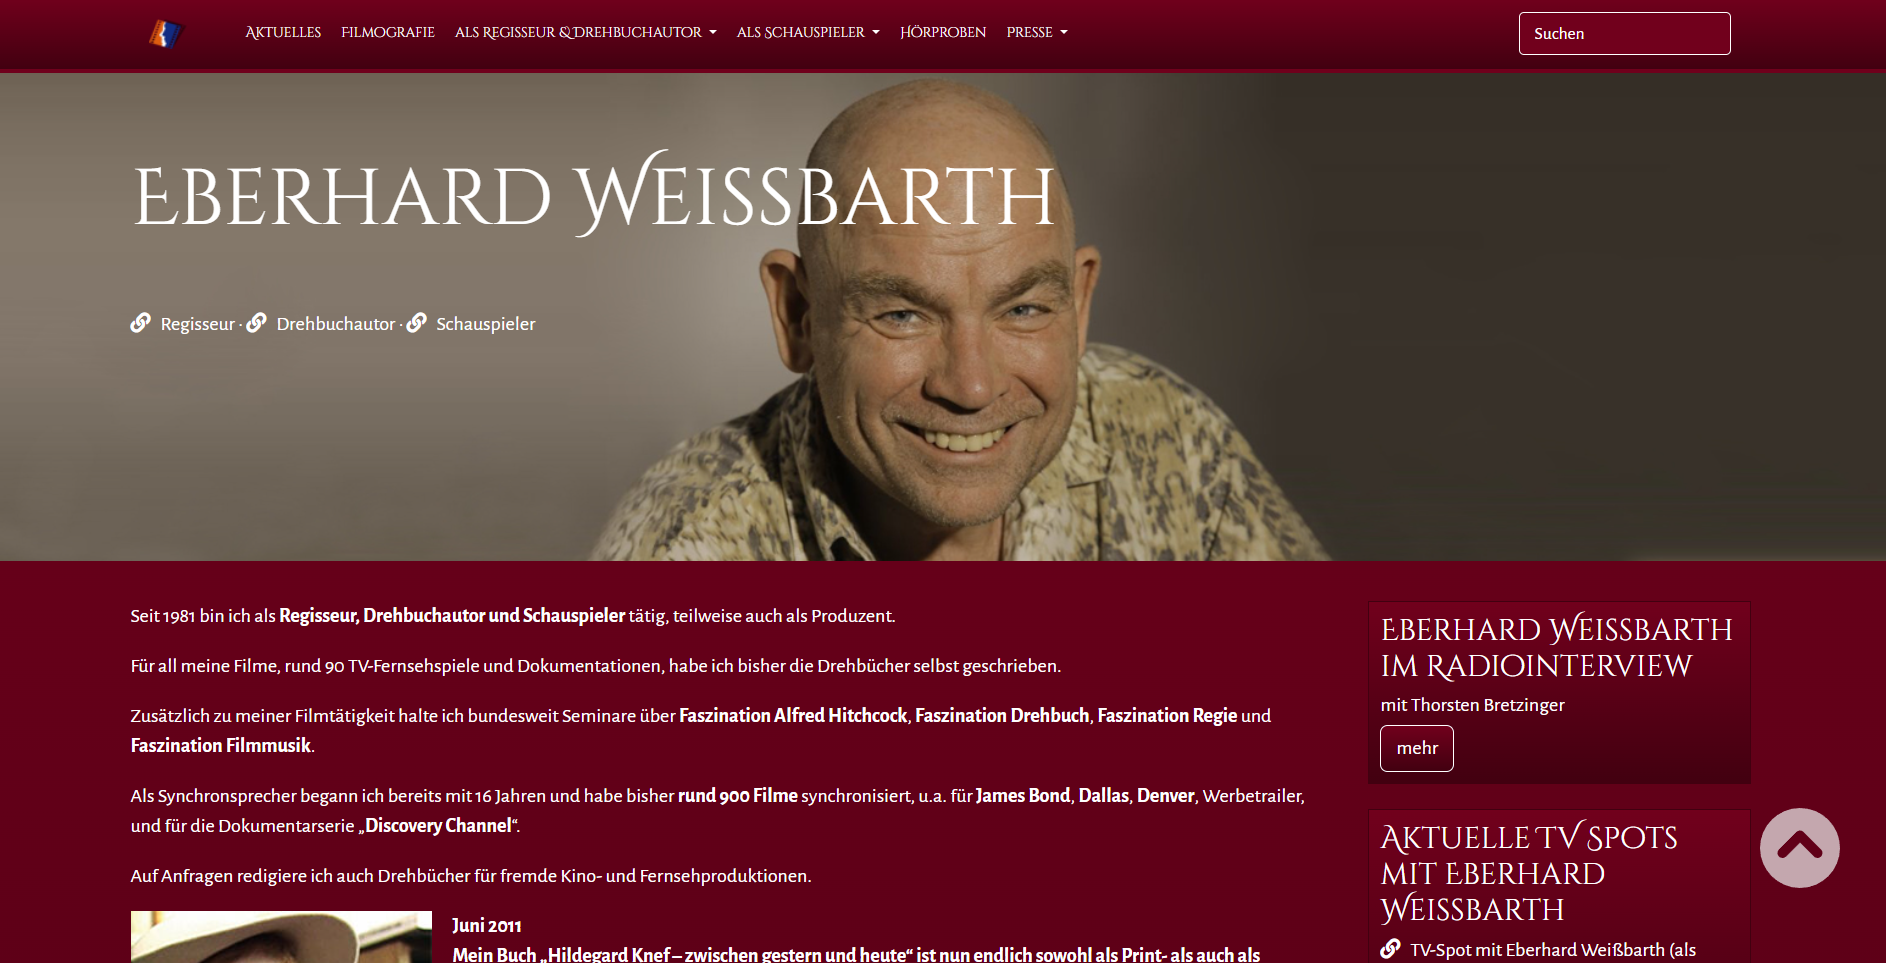 Aktuelles Filmografie als Regisseur & Drehbuchautor als Schauspieler Hörproben Presse Suchen
Eberhard Weissbarth
Regisseur · Drehbuchautor · Schauspieler
Seit 1981 bin ich als Regisseur, Drehbuchautor und Schauspieler tätig, teilweise auch als Produzent.
Für all meine Filme, rund 90 TV-Fernsehspiele und Dokumentationen, habe ich bisher die Drehbücher selbst geschrieben.
Zusätzlich zu meiner Filmtätigkeit halte ich bundesweit Seminare über Faszination Alfred Hitchcock, Faszination Drehbuch, Faszination Regie und
Faszination Filmmusik.
Als Synchronsprecher begann ich bereits mit 16 Jahren und habe bisher rund 900 Filme synchronisiert, u.a. für James Bond, Dallas, Denver, Werbetrailer,
und für die Dokumentarserie „Discovery Channel“.
Auf Anfragen redigiere ich auch Drehbücher für fremde Kino- und Fernsehproduktionen.
Juni 2011
Mein Buch „Hildegard Knef – zwischen gestern und heute“ ist nun endlich sowohl als Print- als auch als
Eberhard Weissbarth
im Radiointerview
mit Thorsten Bretzinger
mehr
Aktuelle TV Spots
mit Eberhard
Weissbarth
TV-Spot mit Eberhard Weißbarth (als